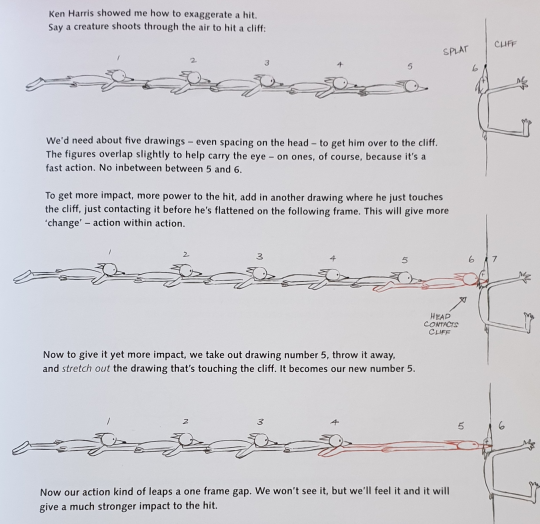 Ken Harris showed me how to exaggerate a hit.
Say a creature shoots through the air to hit a cliff:
SPLAT CLIFF
1 2 3 4 5 6
We'd need about five drawings – even spacing on the head – to get him over to the cliff.
The figures overlap slightly to help carry the eye – on ones, of course, because it's a
fast action. No inbetween between 5 and 6.
To get more impact, more power to the hit, add in another drawing where he just touches
the cliff, just contacting it before he's flattened on the following frame. This will give more
'change' – action within action.
1 2 3 4 5 6 7
HEAD
CONTACTS
CLIFF
Now to give it yet more impact, we take out drawing number 5, throw it away,
and stretch out the drawing that's touching the cliff. It becomes our new number 5.
1 2 3 4 5 6
Now our action kind of leaps a one frame gap. We won't see it, but we'll feel it and it will
give a much stronger impact to the hit.